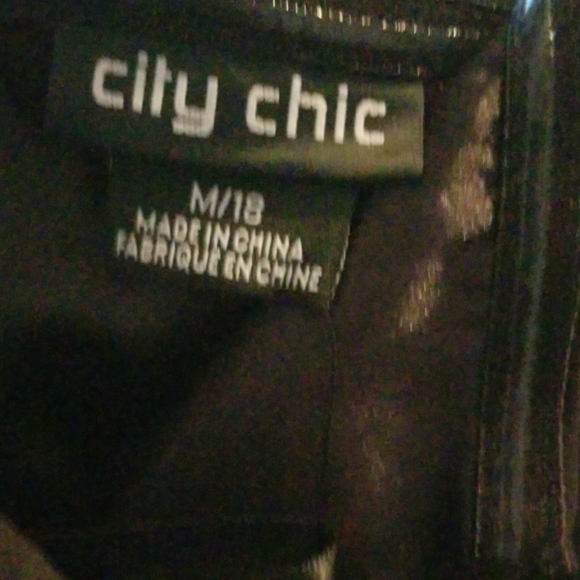 city chic
M/18
MADE IN CHINA
FABRIQUE EN CHINE